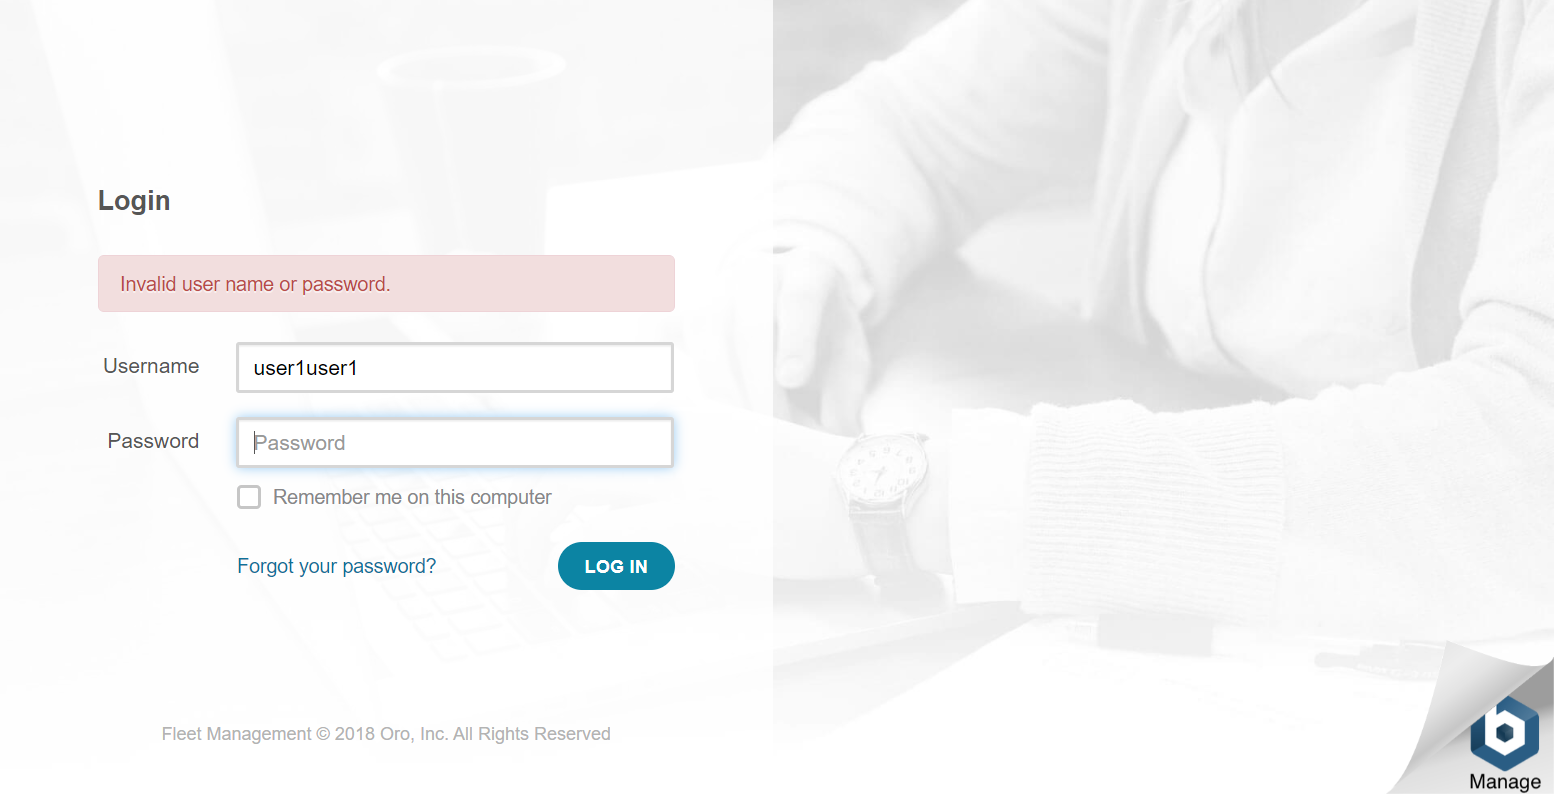 Login
Invalid user name or password.
Username
user1user1
Password
Password
Remember me on this computer
Forgot your password?
LOG IN
Fleet Management © 2018 Oro, Inc. All Rights Reserved
b
Manage